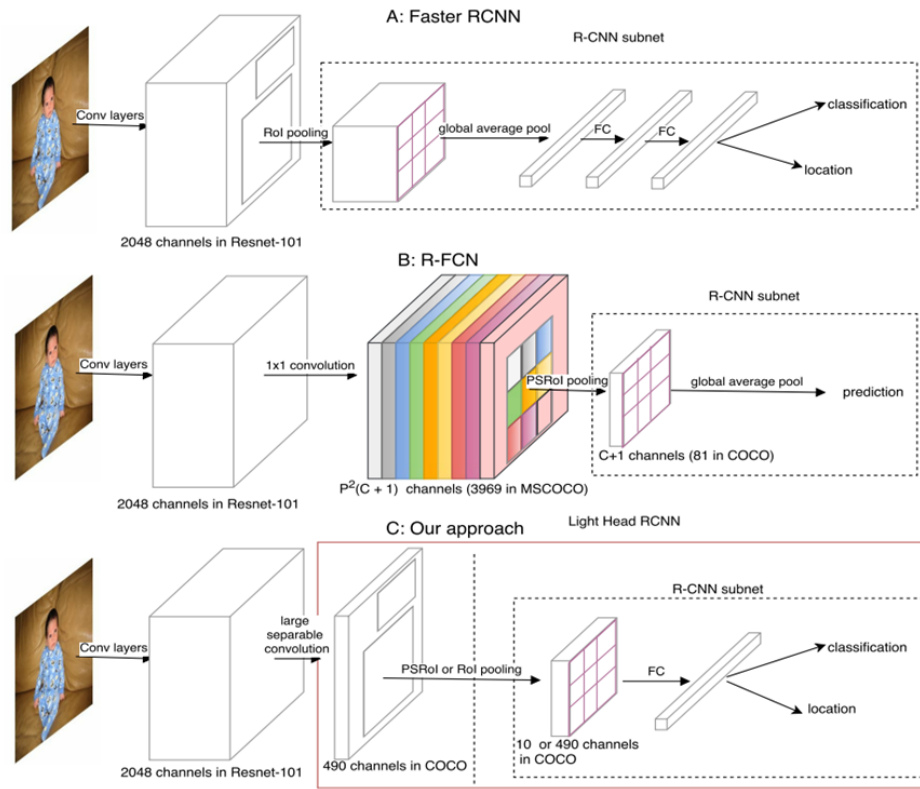 A: Faster RCNN
R-CNN subnet
Conv layers
RoI pooling
global average pool
FC
FC
classification
location
2048 channels in Resnet-101
B: R-FCN
R-CNN subnet
Conv layers
1x1 convolution
PSRoI pooling
global average pool
prediction
C+1 channels (81 in COCO)
2048 channels in Resnet-101
P²(C + 1) channels (3969 in MSCOCO)
C: Our approach
Light Head RCNN
R-CNN subnet
Conv layers
large
separable
convolution
PSRoI or RoI pooling
FC
classification
location
10 or 490 channels
in COCO
2048 channels in Resnet-101
490 channels in COCO